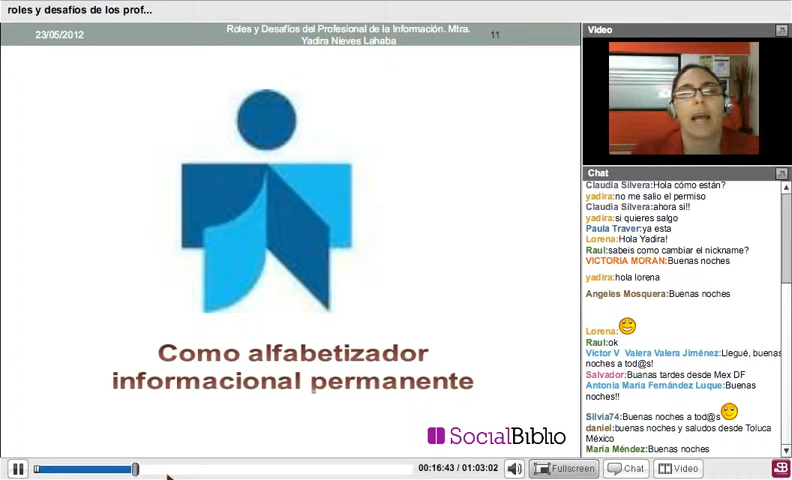 roles y desafíos de los prof...
23/05/2012
Roles y Desafíos del Profesional de la Información. Mtra.
Yadira Nieves Lahaba
11
Como alfabetizador
informacional permanente
SocialBiblio
Video
Chat
Claudia Silvera:Hola cómo están?
yadira:no me salio el permiso
Claudia Silvera:ahora sí!!
yadira:si quieres salgo
Paula Traver:ya esta
Lorena:Hola Yadira!
Raul:sabeis como cambiar el nickname?
VICTORIA MORAN:Buenas noches
yadira:hola lorena
Angeles Mosquera:Buenas noches
Lorena:
Raul:ok
Victor V Valera Valera Jiménez:Llegué, buenas
noches a tod@s!
Salvador:Buanas tardes desde Mex DF
Antonia María Fernández Luque:Buenas
noches!!
Silvia74:Buenas noches a tod@s
daniel:buenas noches y saludos desde Toluca
México
María Méndez:Buenas noches
00:16:43 / 01:03:02
Fullscreen
Chat
Video
SB